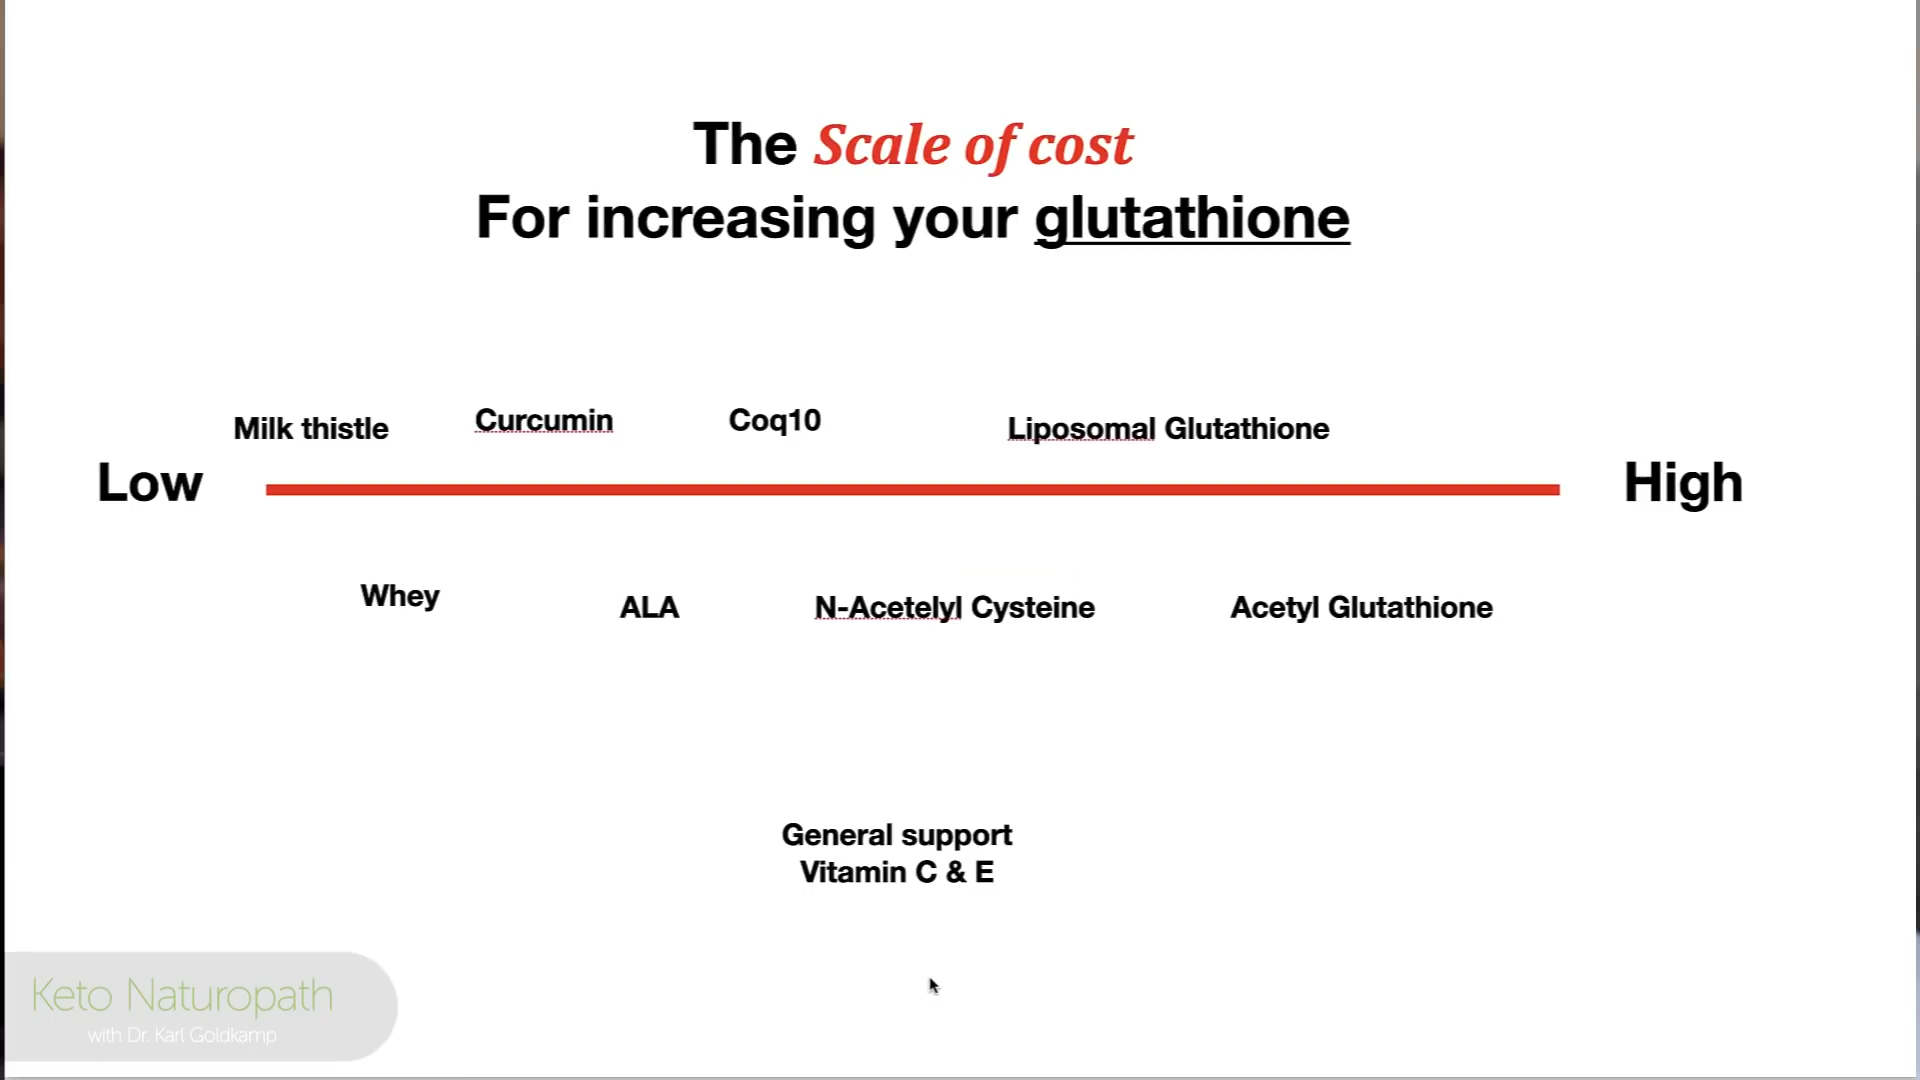 The Scale of cost
For increasing your glutathione
Milk thistle
Curcumin
Coq10
Liposomal Glutathione
Low
High
Whey
ALA
N-Acetelyl Cysteine
Acetyl Glutathione
General support
Vitamin C & E
Keto Naturopath
with Dr. Karl Goldkamp